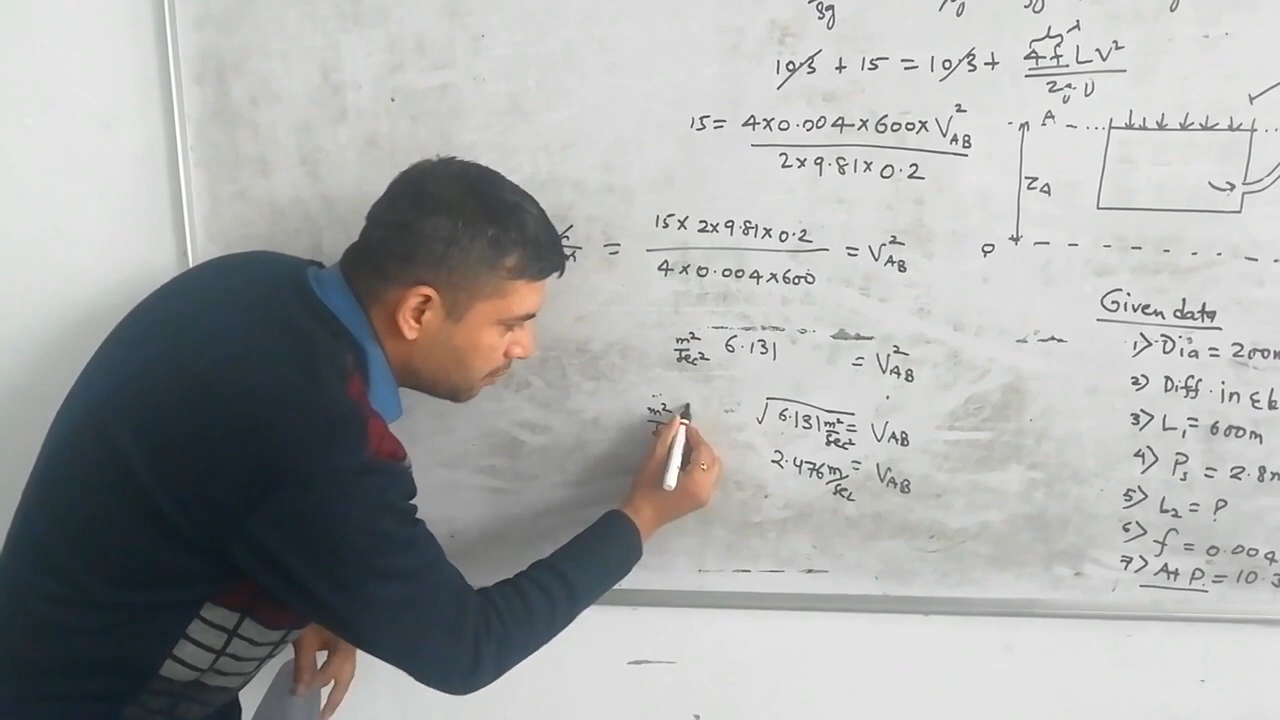 10.3 + 15 = 10.3 + 4fLV² / 2gD
15 = 4×0.004×600×V²AB / 2×9.81×0.2
= 15×2×9.81×0.2 / 4×0.004×600 = V²AB
m²/sec² 6.131 = V²AB
m²
√6.131 m²/sec² = VAB
2.476 m/sec = VAB
A
ZA
Given data
1) Dia = 200
2) Diff. in
3) L₁ = 600m
4) Ps = 2.8
5) L₂ = ?
6) f = 0.004
7) At P. = 10.3